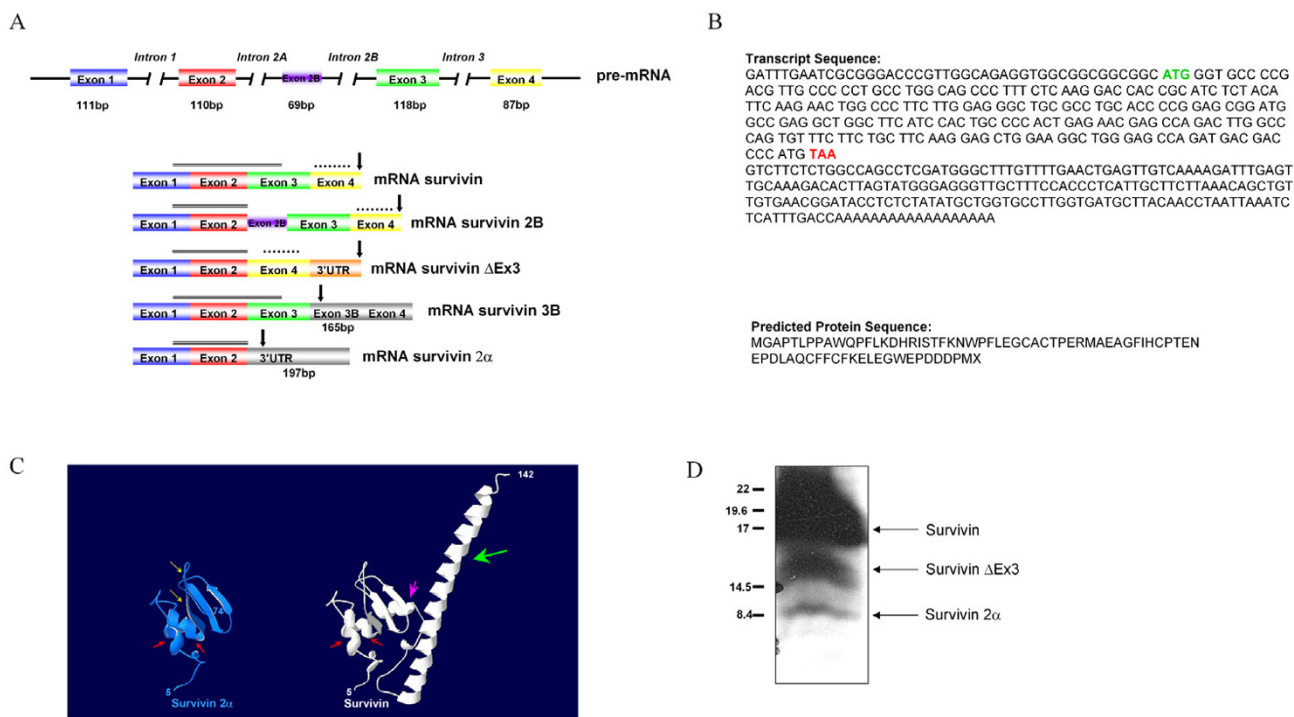 A
Intron 1 Intron 2A Intron 2B Intron 3
Exon 1 Exon 2 Exon 2B Exon 3 Exon 4 pre-mRNA
111bp 110bp 69bp 118bp 87bp
Exon 1 Exon 2 Exon 3 Exon 4 mRNA survivin
Exon 1 Exon 2 Exon 2B Exon 3 Exon 4 mRNA survivin 2B
Exon 1 Exon 2 Exon 4 3'UTR mRNA survivin ΔEx3
Exon 1 Exon 2 Exon 3 Exon 3B Exon 4 mRNA survivin 3B
165bp
Exon 1 Exon 2 3'UTR mRNA survivin 2α
197bp
B
Transcript Sequence:
GATTTGAATCGCGGGACCCGTTGGCAGAGGTGGCGGCGGCGGC ATG GGT GCC CCG
ACG TTG CCC CCT GCC TGG CAG CCC TTT CTC AAG GAC CAC CGC ATC TCT ACA
TTC AAG AAC TGG CCC TTC TTG GAG GGC TGC GCC TGC ACC CCG GAG CGG ATG
GCC GAG GCT GGC TTC ATC CAC TGC CCC ACT GAG AAC GAG CCA GAC TTG GCC
CAG TGT TTC TTC TGC TTC AAG GAG CTG GAA GGC TGG GAG CCA GAT GAC GAC
CCC ATG TAA
GTCTTCTCTGGCCAGCCTCGATGGGCTTTGTTTTGAACTGAGTTGTCAAAAGATTTGAGT
TGCAAAGACACTTAGTATGGGAGGGTTGCTTTCCACCCTCATTGCTTCTTAAACAGCTGT
TGTGAACGGATACCTCTCTATATGCTGGTGCCTTGGTGATGCTTACAACCTAATTAAATC
TCATTTGACCAAAAAAAAAAAAAAAAAA
Predicted Protein Sequence:
MGAPTLPPAWQPFLKDHRISTFKNWPFLEGCACTPERMAEAGFIHCPTEN
EPDLAQCFFCFKELEGWEPDDDPMX
C
142
74
5
Survivin 2α
5
Survivin
D
22
19.6
17
14.5
8.4
Survivin
Survivin ΔEx3
Survivin 2α